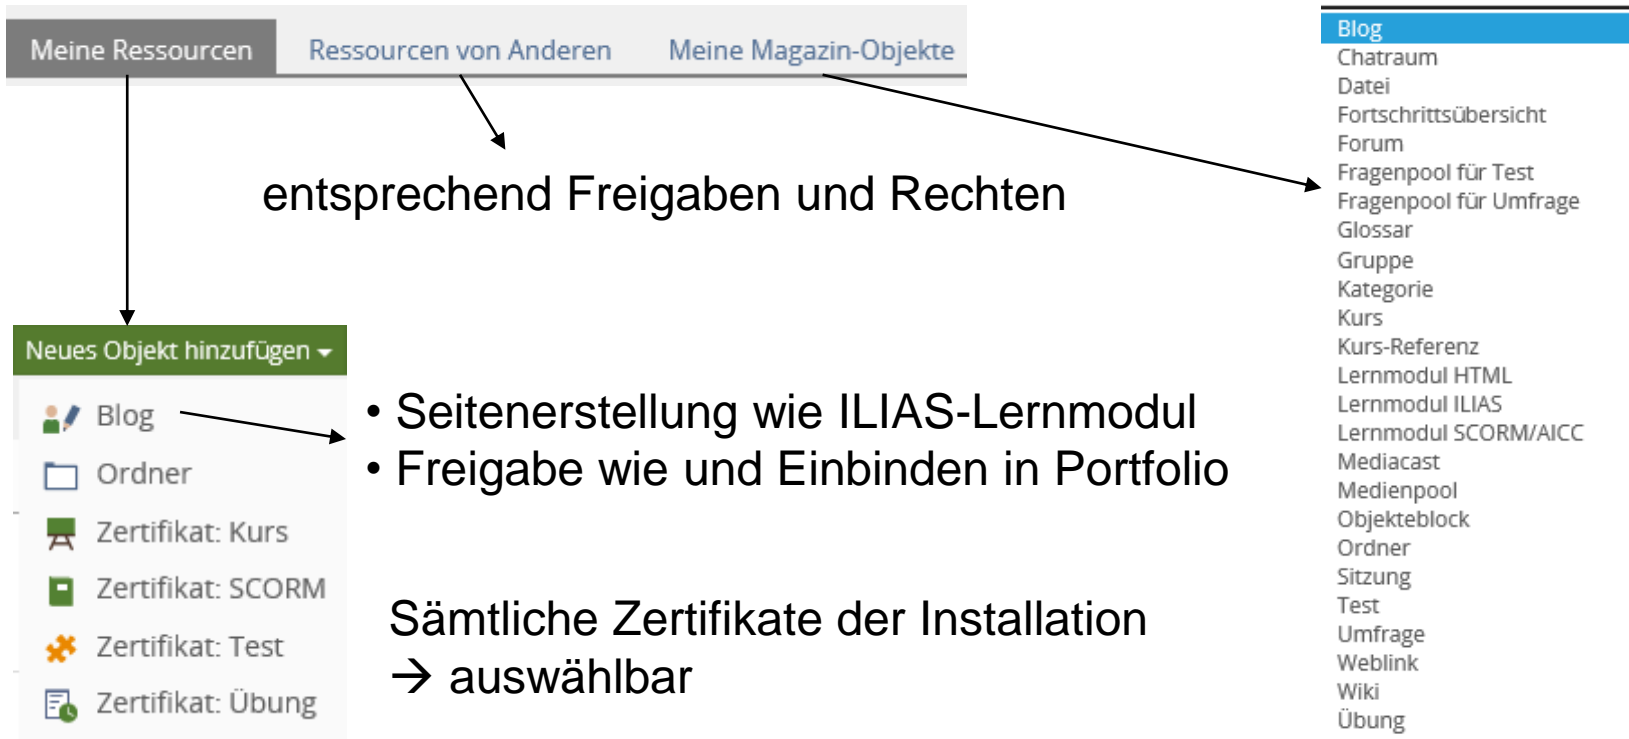 Meine Ressourcen Ressourcen von Anderen Meine Magazin-Objekte
entsprechend Freigaben und Rechten
Neues Objekt hinzufügen
Blog
Ordner
Zertifikat: Kurs
Zertifikat: SCORM
Zertifikat: Test
Zertifikat: Übung
• Seitenerstellung wie ILIAS-Lernmodul
• Freigabe wie und Einbinden in Portfolio
Sämtliche Zertifikate der Installation
→ auswählbar
Blog
Chatraum
Datei
Fortschrittsübersicht
Forum
Fragenpool für Test
Fragenpool für Umfrage
Glossar
Gruppe
Kategorie
Kurs
Kurs-Referenz
Lernmodul HTML
Lernmodul ILIAS
Lernmodul SCORM/AICC
Mediacast
Medienpool
Objekteblock
Ordner
Sitzung
Test
Umfrage
Weblink
Wiki
Übung